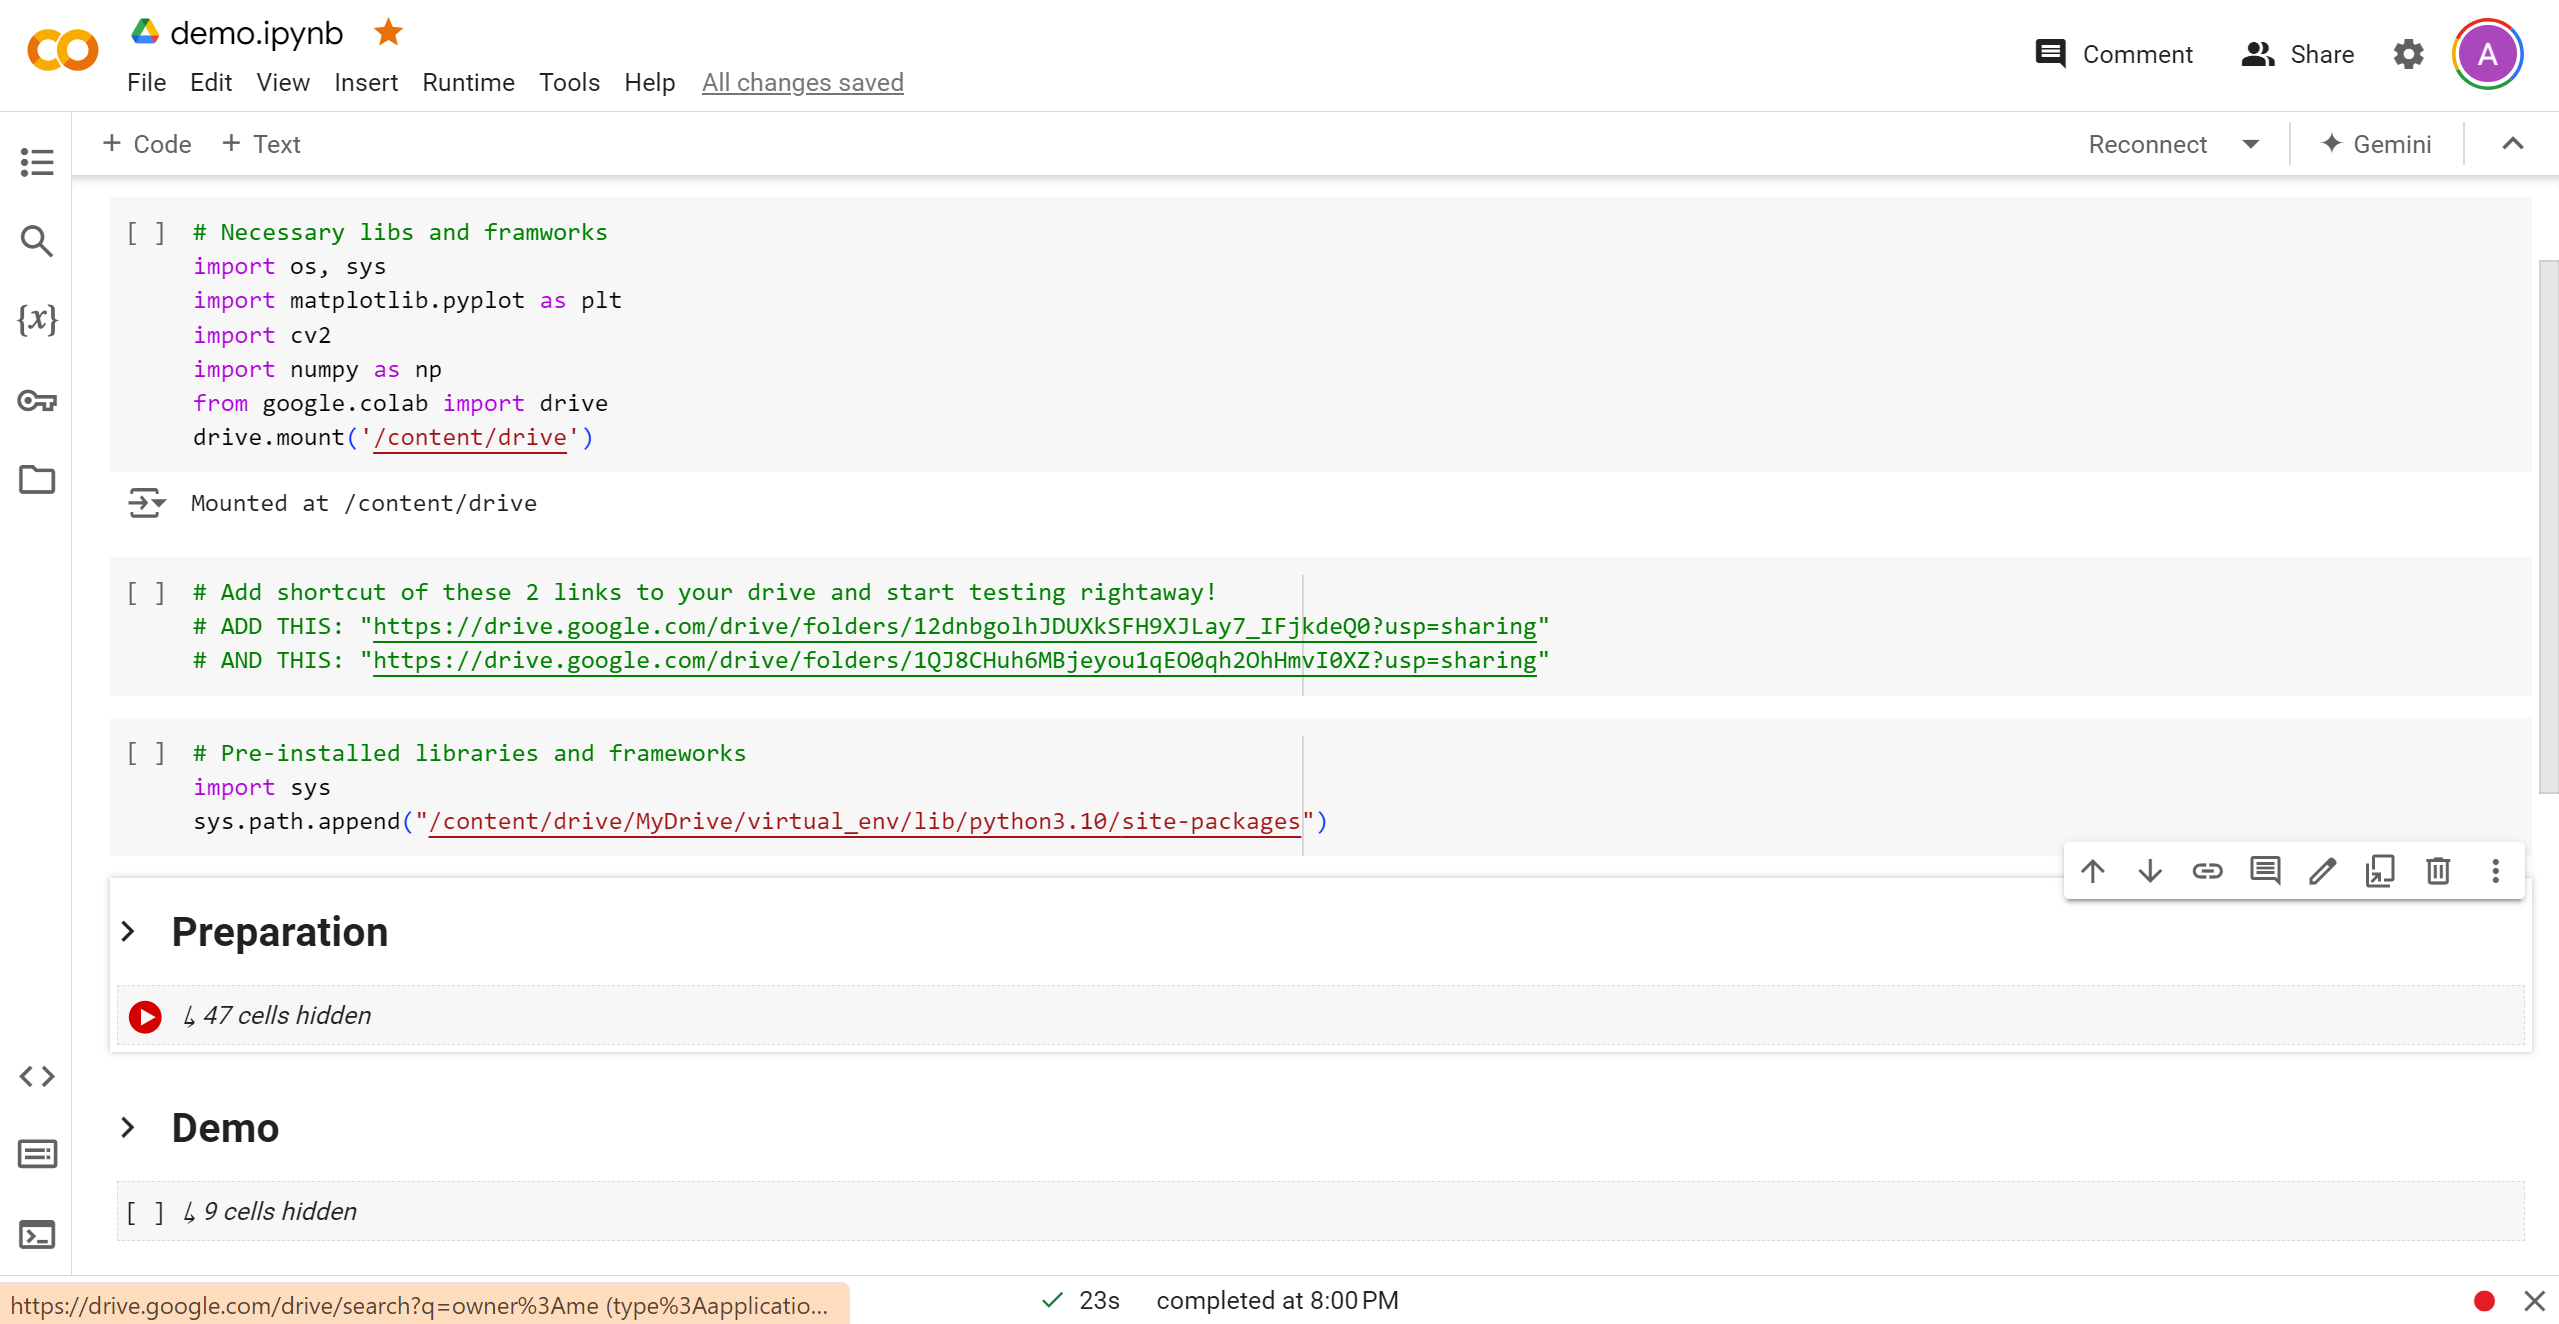 demo.ipynb
File Edit View Insert Runtime Tools Help All changes saved
Comment Share A
+ Code + Text
Reconnect Gemini
[ ] # Necessary libs and framworks
import os, sys
import matplotlib.pyplot as plt
import cv2
import numpy as np
from google.colab import drive
drive.mount('/content/drive')
Mounted at /content/drive
[ ] # Add shortcut of these 2 links to your drive and start testing rightaway!
# ADD THIS: "https://drive.google.com/drive/folders/12dnbgolhJDUXkSFH9XJLay7_IFjkdeQ0?usp=sharing"
# AND THIS: "https://drive.google.com/drive/folders/1QJ8CHuh6MBjeyou1qEO0qh2OhHmvI0XZ?usp=sharing"
[ ] # Pre-installed libraries and frameworks
import sys
sys.path.append("/content/drive/MyDrive/virtual_env/lib/python3.10/site-packages")
Preparation
↳ 47 cells hidden
Demo
[ ] ↳ 9 cells hidden
https://drive.google.com/drive/search?q=owner%3Ame (type%3Aapplicatio...
23s completed at 8:00 PM